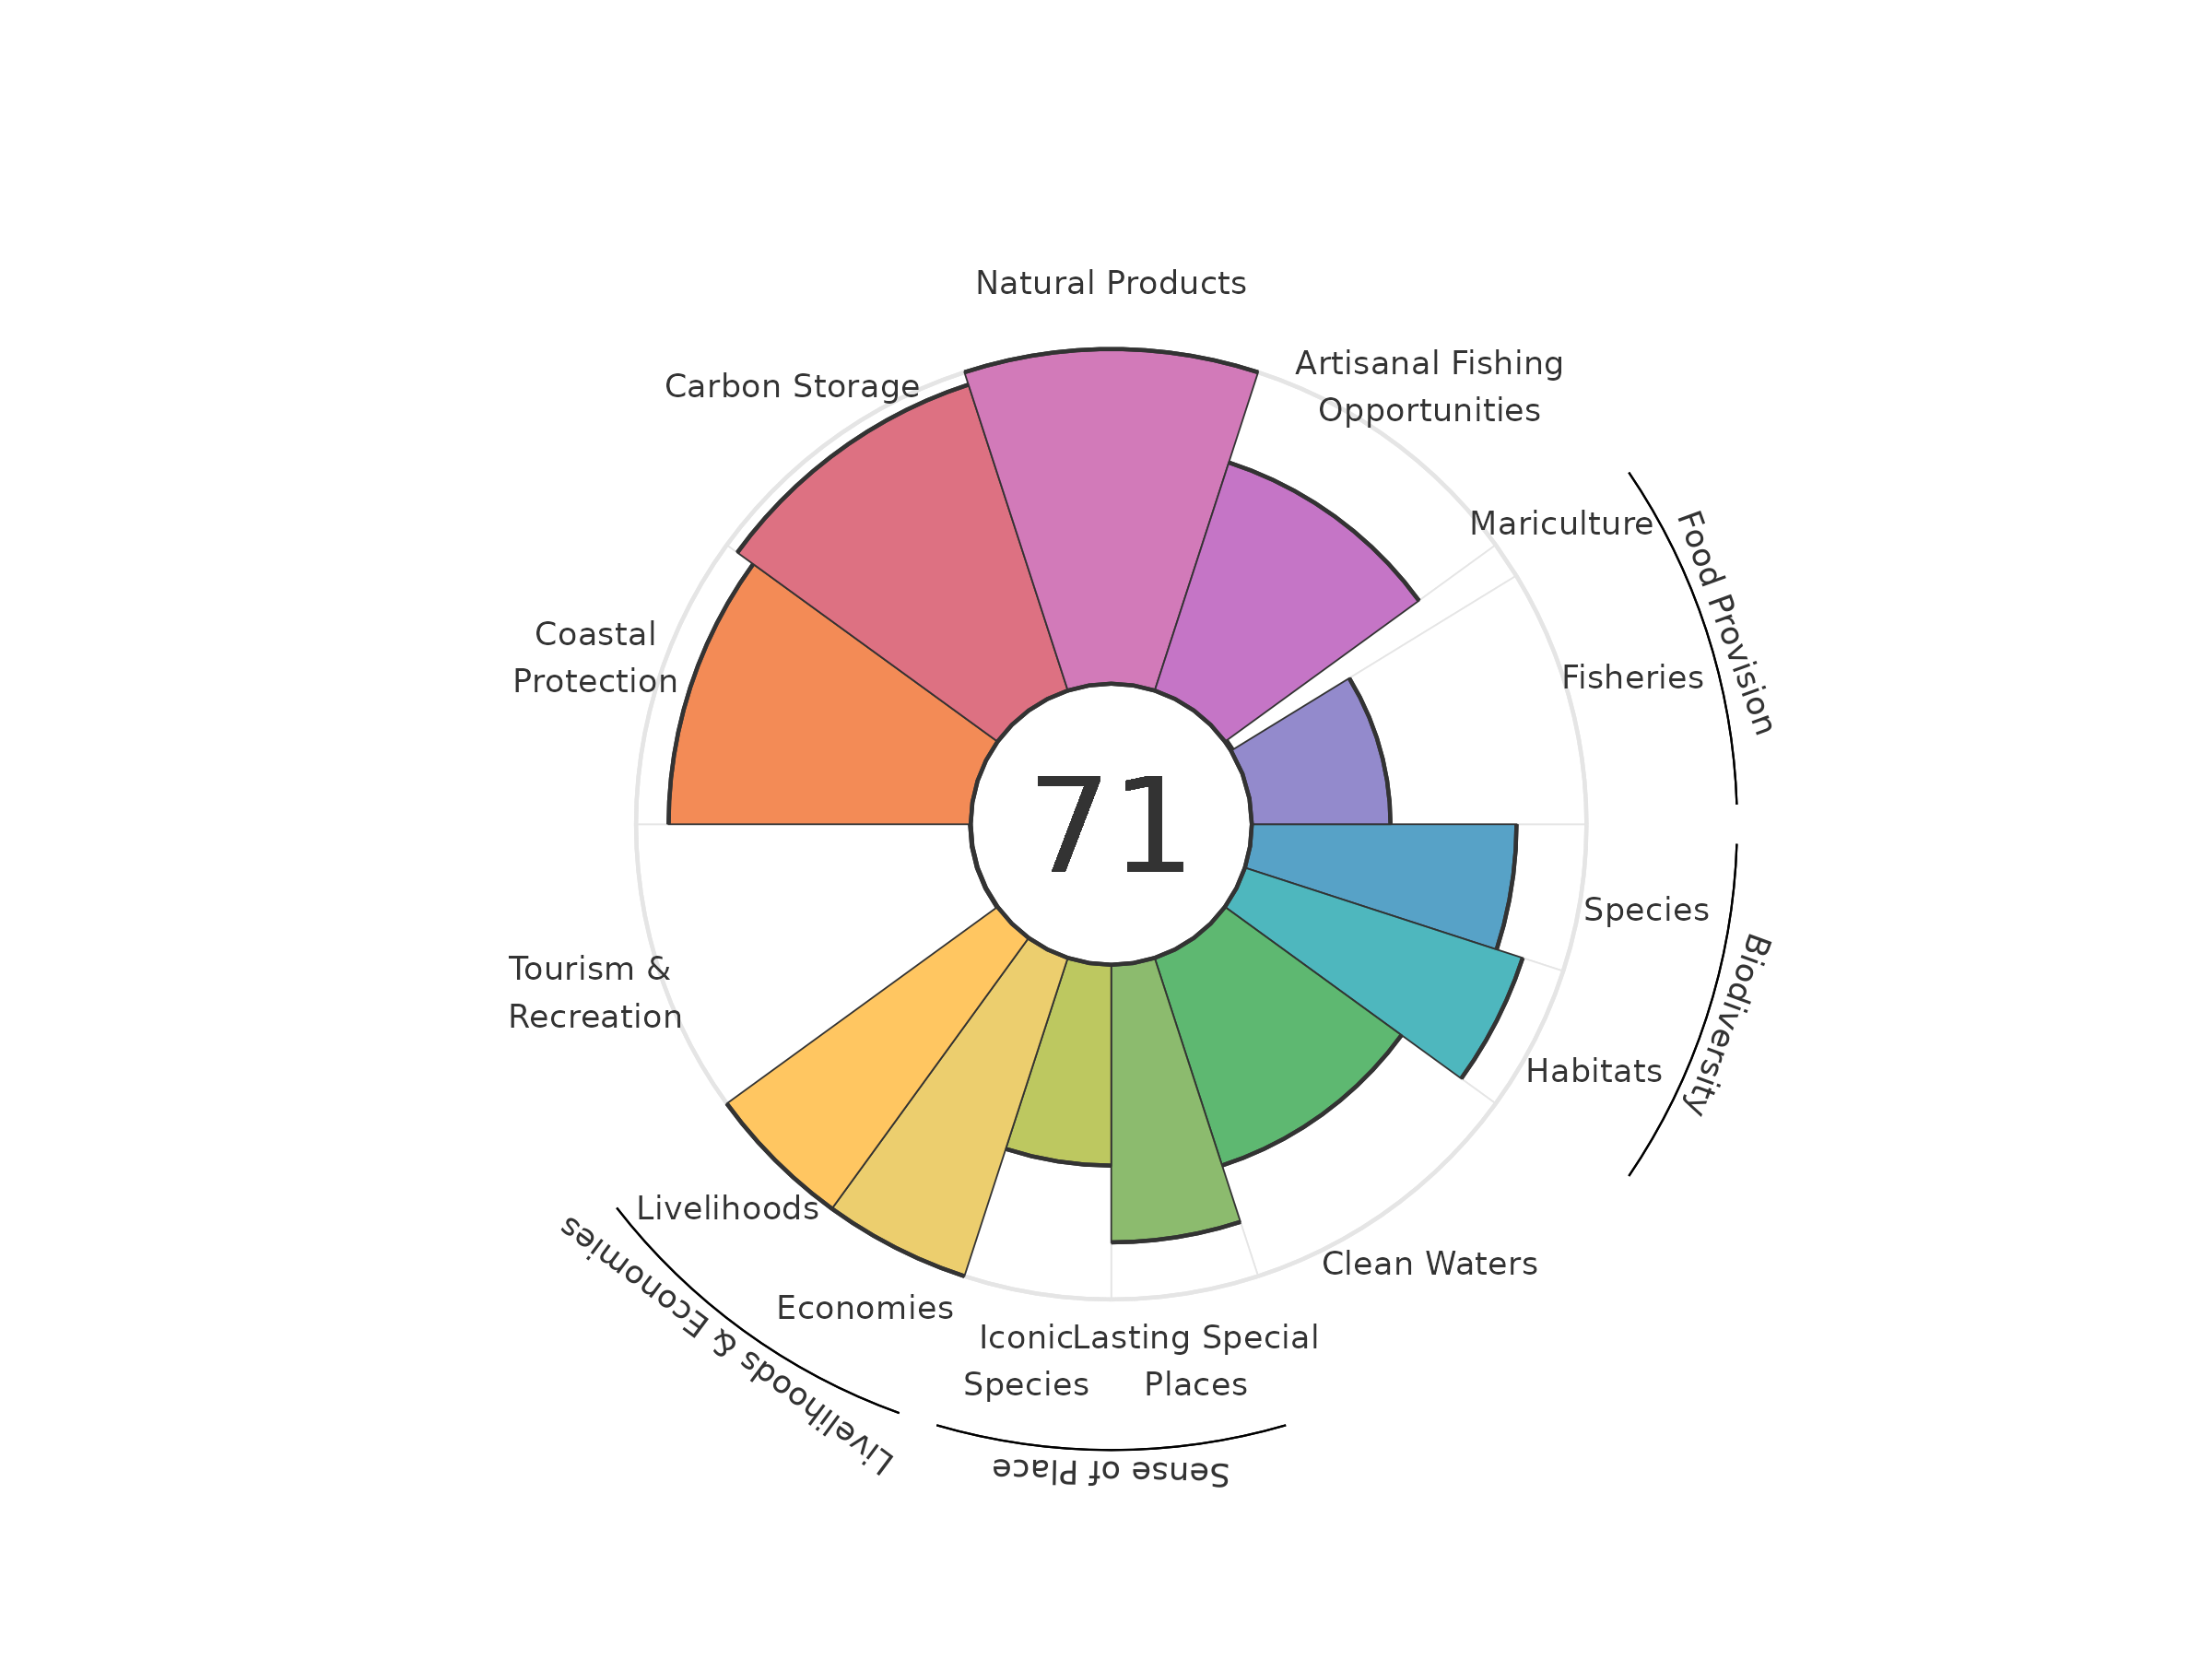 Natural Products
Carbon Storage
Artisanal Fishing
Opportunities
Mariculture
Food Provision
Coastal
Protection
Fisheries
71
Species
Biodiversity
Tourism &
Recreation
Habitats
Livelihoods
Clean Waters
Economies
Livelihoods & Economies
Iconic
Species
Lasting Special
Places
Sense of Place